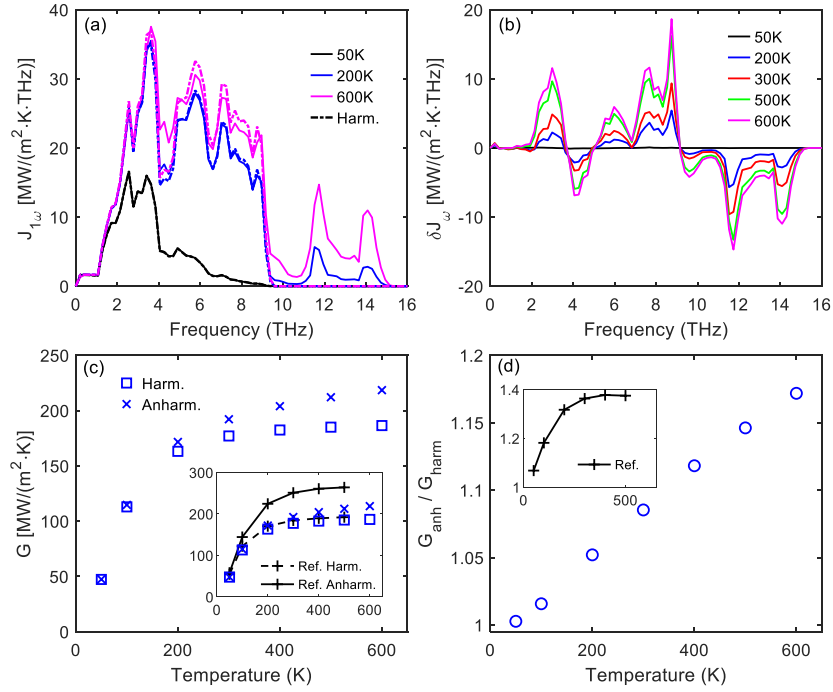 (a)
50K
200K
600K
Harm.
J1ω [MW/(m²·K·THz)]
40
30
20
10
0
0 2 4 6 8 10 12 14 16
Frequency (THz)
(b)
50K
200K
300K
500K
600K
δJω [MW/(m²·K·THz)]
20
10
0
-10
-20
0 2 4 6 8 10 12 14 16
Frequency (THz)
(c)
Harm.
Anharm.
G [MW/(m²·K)]
250
200
150
100
50
0
0 200 400 600
Temperature (K)
300
200
100
0
0 200 400 600
Ref. Harm.
Ref. Anharm.
(d)
Ganh / Gharm
1.2
1.15
1.1
1.05
1
0 200 400 600
Temperature (K)
1.4
1.2
1
0 500
Ref.